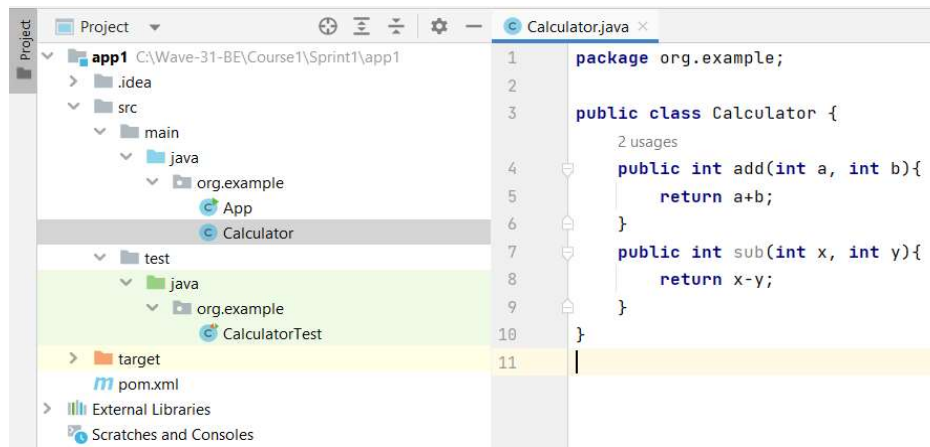 Project
Project
app1 C:\Wave-31-BE\Course1\Sprint1\app1
.idea
src
main
java
org.example
App
Calculator
test
java
org.example
CalculatorTest
target
pom.xml
External Libraries
Scratches and Consoles
Calculator.java
1 package org.example;
2
3 public class Calculator {
2 usages
4 public int add(int a, int b){
5 return a+b;
6 }
7 public int sub(int x, int y){
8 return x-y;
9 }
10 }
11